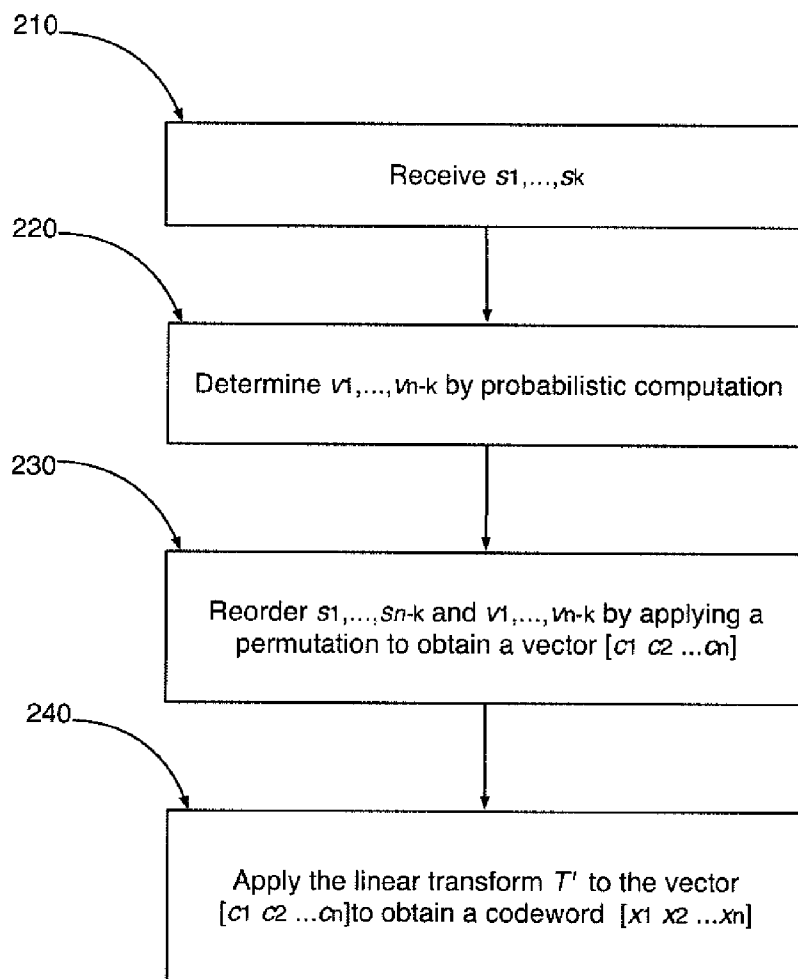 210
Receive s1,...,sk
220
Determine v1,...,vn-k by probabilistic computation
230
Reorder s1,...,sn-k and v1,...,vn-k by applying a
permutation to obtain a vector [c1 c2 ...cn]
240
Apply the linear transform T' to the vector
[c1 c2 ...cn]to obtain a codeword [x1 x2 ...xn]